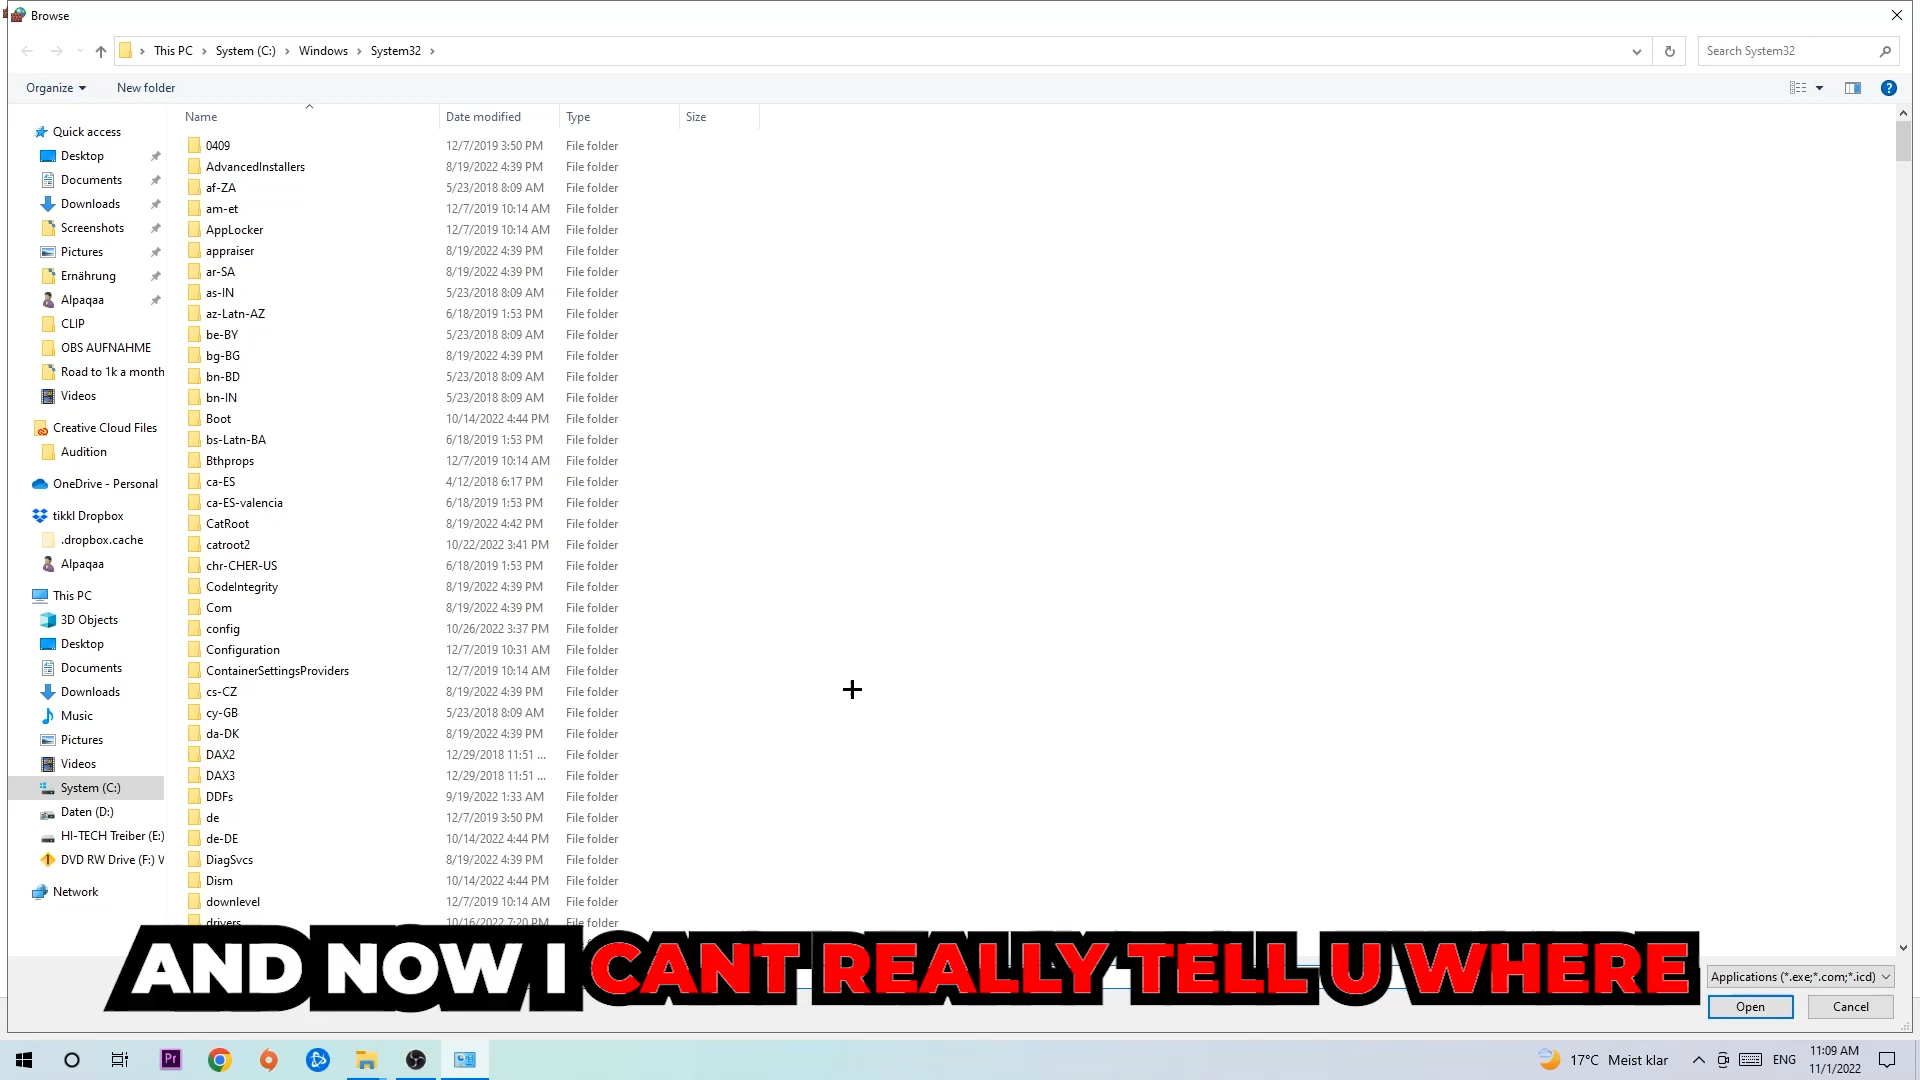 Browse
This PC > System (C:) > Windows > System32 >
Search System32
Organize
New folder
Name
Date modified
Type
Size
Quick access
Desktop
Documents
Downloads
Screenshots
Pictures
Ernährung
Alpaqaa
CLIP
OBS AUFNAHME
Road to 1k a month
Videos
Creative Cloud Files
Audition
OneDrive - Personal
tikkl Dropbox
.dropbox.cache
Alpaqaa
This PC
3D Objects
Desktop
Documents
Downloads
Music
Pictures
Videos
System (C:)
Daten (D:)
HI-TECH Treiber (E:)
DVD RW Drive (F:) V
Network
0409 12/7/2019 3:50 PM File folder
AdvancedInstallers 8/19/2022 4:39 PM File folder
af-ZA 5/23/2018 8:09 AM File folder
am-et 12/7/2019 10:14 AM File folder
AppLocker 12/7/2019 10:14 AM File folder
appraiser 8/19/2022 4:39 PM File folder
ar-SA 8/19/2022 4:39 PM File folder
as-IN 5/23/2018 8:09 AM File folder
az-Latn-AZ 6/18/2019 1:53 PM File folder
be-BY 5/23/2018 8:09 AM File folder
bg-BG 8/19/2022 4:39 PM File folder
bn-BD 5/23/2018 8:09 AM File folder
bn-IN 5/23/2018 8:09 AM File folder
Boot 10/14/2022 4:44 PM File folder
bs-Latn-BA 6/18/2019 1:53 PM File folder
Bthprops 12/7/2019 10:14 AM File folder
ca-ES 4/12/2018 6:17 PM File folder
ca-ES-valencia 6/18/2019 1:53 PM File folder
CatRoot 8/19/2022 4:42 PM File folder
catroot2 10/22/2022 3:41 PM File folder
chr-CHER-US 6/18/2019 1:53 PM File folder
CodeIntegrity 8/19/2022 4:39 PM File folder
Com 8/19/2022 4:39 PM File folder
config 10/26/2022 3:37 PM File folder
Configuration 12/7/2019 10:31 AM File folder
ContainerSettingsProviders 12/7/2019 10:14 AM File folder
cs-CZ 8/19/2022 4:39 PM File folder
cy-GB 5/23/2018 8:09 AM File folder
da-DK 8/19/2022 4:39 PM File folder
DAX2 12/29/2018 11:51 ... File folder
DAX3 12/29/2018 11:51 ... File folder
DDFs 9/19/2022 1:33 AM File folder
de 12/7/2019 3:50 PM File folder
de-DE 10/14/2022 4:44 PM File folder
DiagSvcs 8/19/2022 4:39 PM File folder
Dism 10/14/2022 4:44 PM File folder
downlevel 12/7/2019 10:14 AM File folder
drivers 10/16/2022 7:20 PM File folder
AND NOW I CANT REALLY TELL U WHERE
Applications (*.exe;*.com;*.icd)
Open
Cancel
Pr
17°C Meist klar
ENG
11:09 AM
11/1/2022